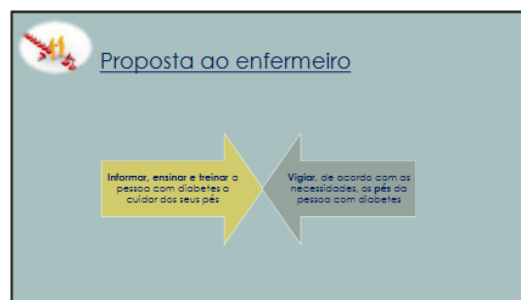 Proposta ao enfermeiro
Informar, ensinar e treinar a
pessoa com diabetes a
cuidar dos seus pés
Vigiar, de acordo com as
necessidades, os pés da
pessoa com diabetes